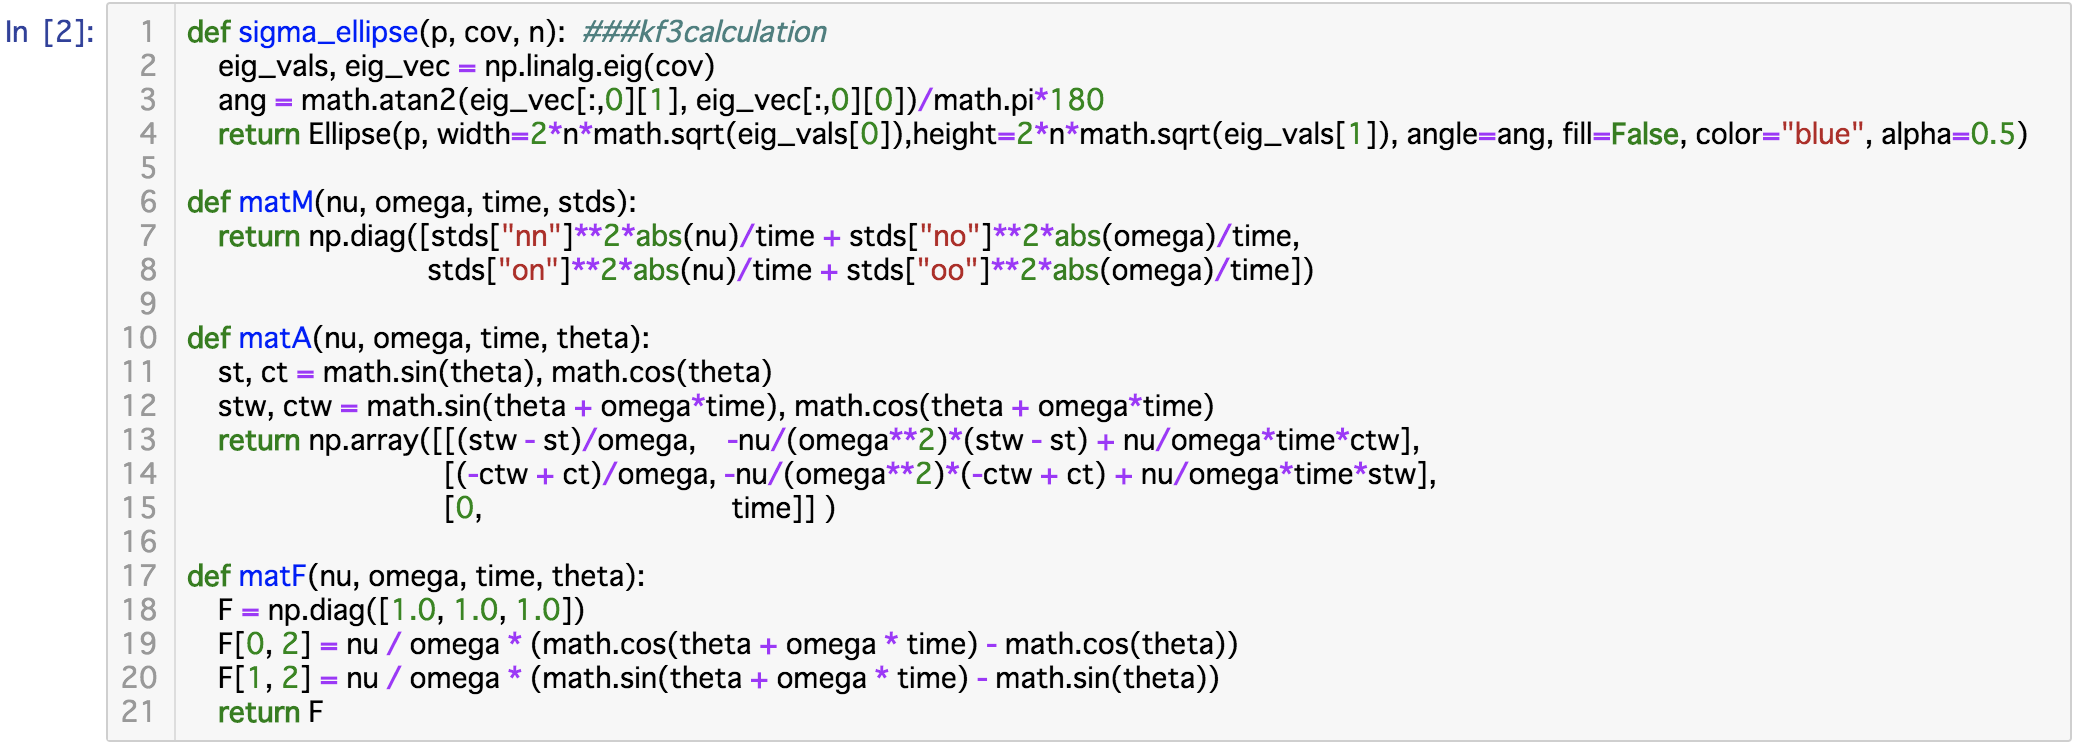 In [2]:
1 def sigma_ellipse(p, cov, n):  ###kf3calculation
2     eig_vals, eig_vec = np.linalg.eig(cov)
3     ang = math.atan2(eig_vec[:,0][1], eig_vec[:,0][0])/math.pi*180
4     return Ellipse(p, width=2*n*math.sqrt(eig_vals[0]),height=2*n*math.sqrt(eig_vals[1]), angle=ang, fill=False, color="blue", alpha=0.5)
5
6 def matM(nu, omega, time, stds):
7     return np.diag([stds["nn"]**2*abs(nu)/time + stds["no"]**2*abs(omega)/time,
8                     stds["on"]**2*abs(nu)/time + stds["oo"]**2*abs(omega)/time])
9
10 def matA(nu, omega, time, theta):
11     st, ct = math.sin(theta), math.cos(theta)
12     stw, ctw = math.sin(theta + omega*time), math.cos(theta + omega*time)
13     return np.array([[(stw - st)/omega,    -nu/(omega**2)*(stw - st) + nu/omega*time*ctw],
14                      [(-ctw + ct)/omega, -nu/(omega**2)*(-ctw + ct) + nu/omega*time*stw],
15                      [0,                                time]] )
16
17 def matF(nu, omega, time, theta):
18     F = np.diag([1.0, 1.0, 1.0])
19     F[0, 2] = nu / omega * (math.cos(theta + omega * time) - math.cos(theta))
20     F[1, 2] = nu / omega * (math.sin(theta + omega * time) - math.sin(theta))
21     return F